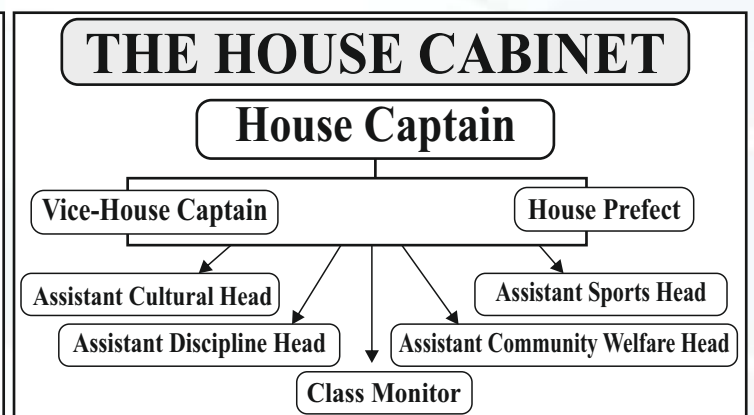 THE HOUSE CABINET
House Captain
Vice-House Captain
House Prefect
Assistant Cultural Head
Assistant Sports Head
Assistant Discipline Head
Assistant Community Welfare Head
Class Monitor